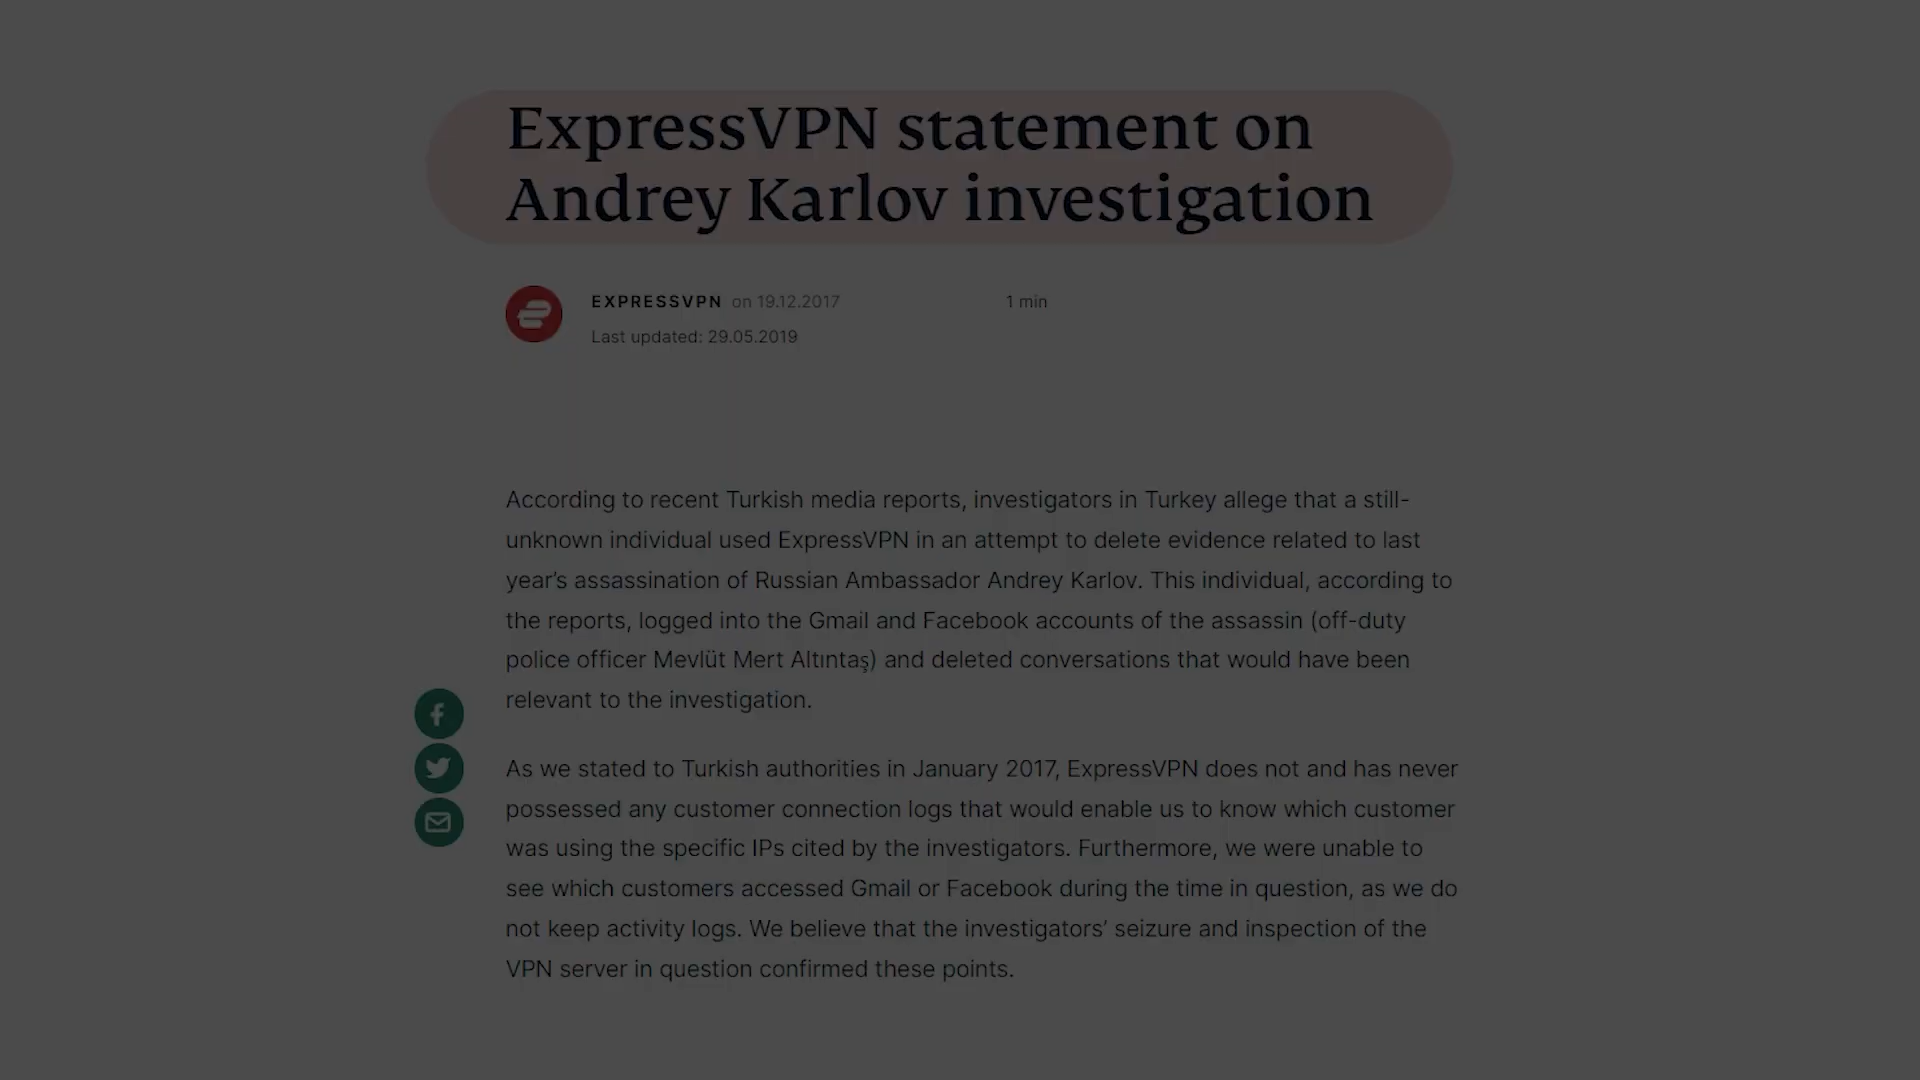 ExpressVPN statement on
Andrey Karlov investigation
EXPRESSVPN on 19.12.2017 1 min
Last updated: 29.05.2019
According to recent Turkish media reports, investigators in Turkey allege that a still-
unknown individual used ExpressVPN in an attempt to delete evidence related to last
year’s assassination of Russian Ambassador Andrey Karlov. This individual, according to
the reports, logged into the Gmail and Facebook accounts of the assassin (off-duty
police officer Mevlüt Mert Altıntaş) and deleted conversations that would have been
relevant to the investigation.
As we stated to Turkish authorities in January 2017, ExpressVPN does not and has never
possessed any customer connection logs that would enable us to know which customer
was using the specific IPs cited by the investigators. Furthermore, we were unable to
see which customers accessed Gmail or Facebook during the time in question, as we do
not keep activity logs. We believe that the investigators’ seizure and inspection of the
VPN server in question confirmed these points.